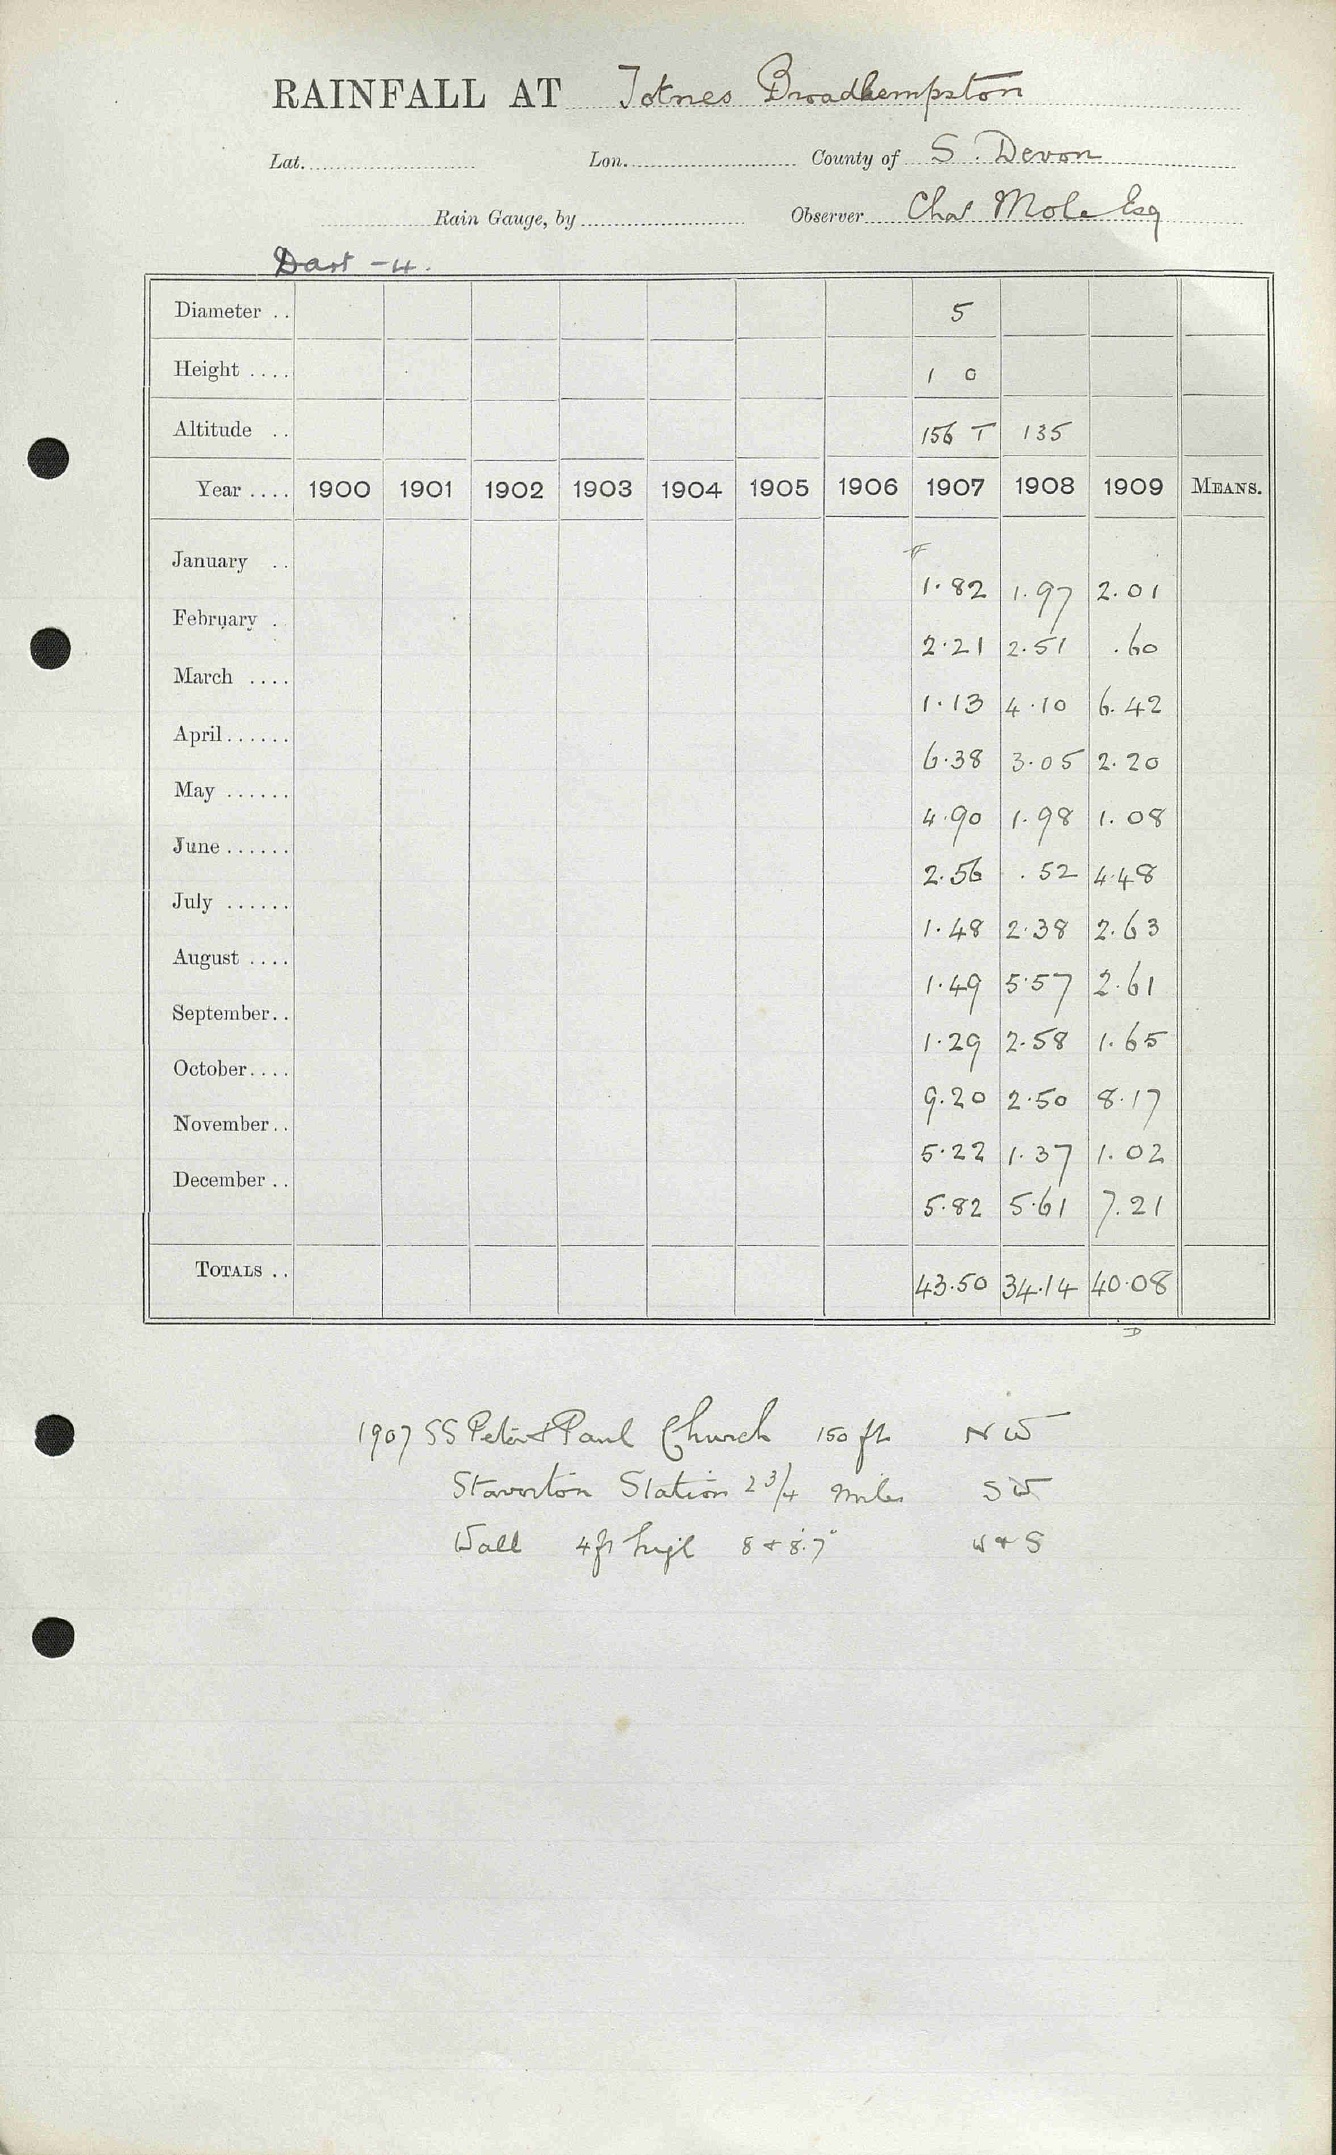 RAINFALL AT Totnes Broadhempston
Lat. Lon. County of S. Devon
Rain Gauge, by Observer Chas Mole Esq
Dart - 4.
Diameter .. 5
Height .... 1 0
Altitude .. 156 T 135
Year .... 1900 1901 1902 1903 1904 1905 1906 1907 1908 1909 MEANS.
January .. 1.82 1.97 2.01
February . 2.21 2.51 .60
March .... 1.13 4.10 6.42
April...... 6.38 3.05 2.20
May ...... 4.90 1.98 1.08
June ...... 2.56 .52 4.48
July ...... 1.48 2.38 2.63
August .... 1.49 5.57 2.61
September.. 1.29 2.58 1.65
October.... 9.20 2.50 8.17
November.. 5.22 1.37 1.02
December .. 5.82 5.61 7.21
TOTALS .. 43.50 34.14 40.08
D
1907 SS Peter & Paul Church 150 ft NW
Staverton Station 2 3/4 miles SW
Wall 4 ft high 8 & 8.7" W & S